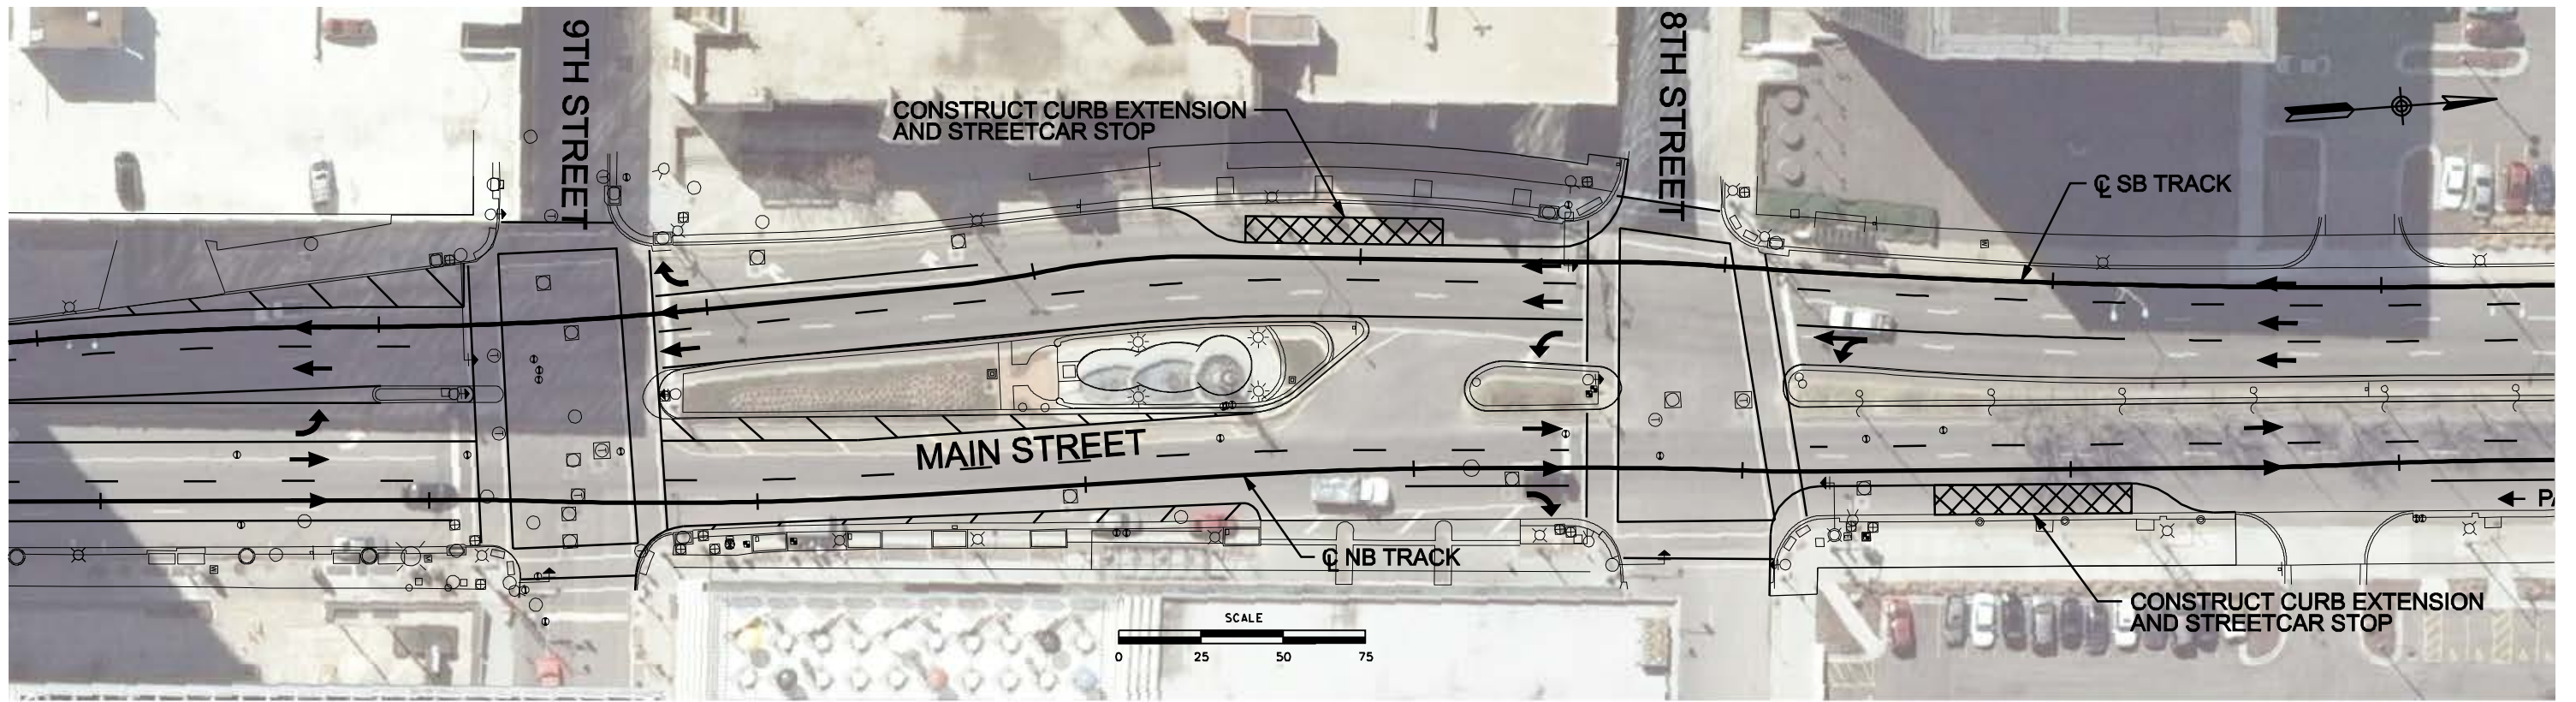 9TH STREET
8TH STREET
CONSTRUCT CURB EXTENSION
AND STREETCAR STOP
℄ SB TRACK
MAIN STREET
℄ NB TRACK
CONSTRUCT CURB EXTENSION
AND STREETCAR STOP
SCALE
0 25 50 75